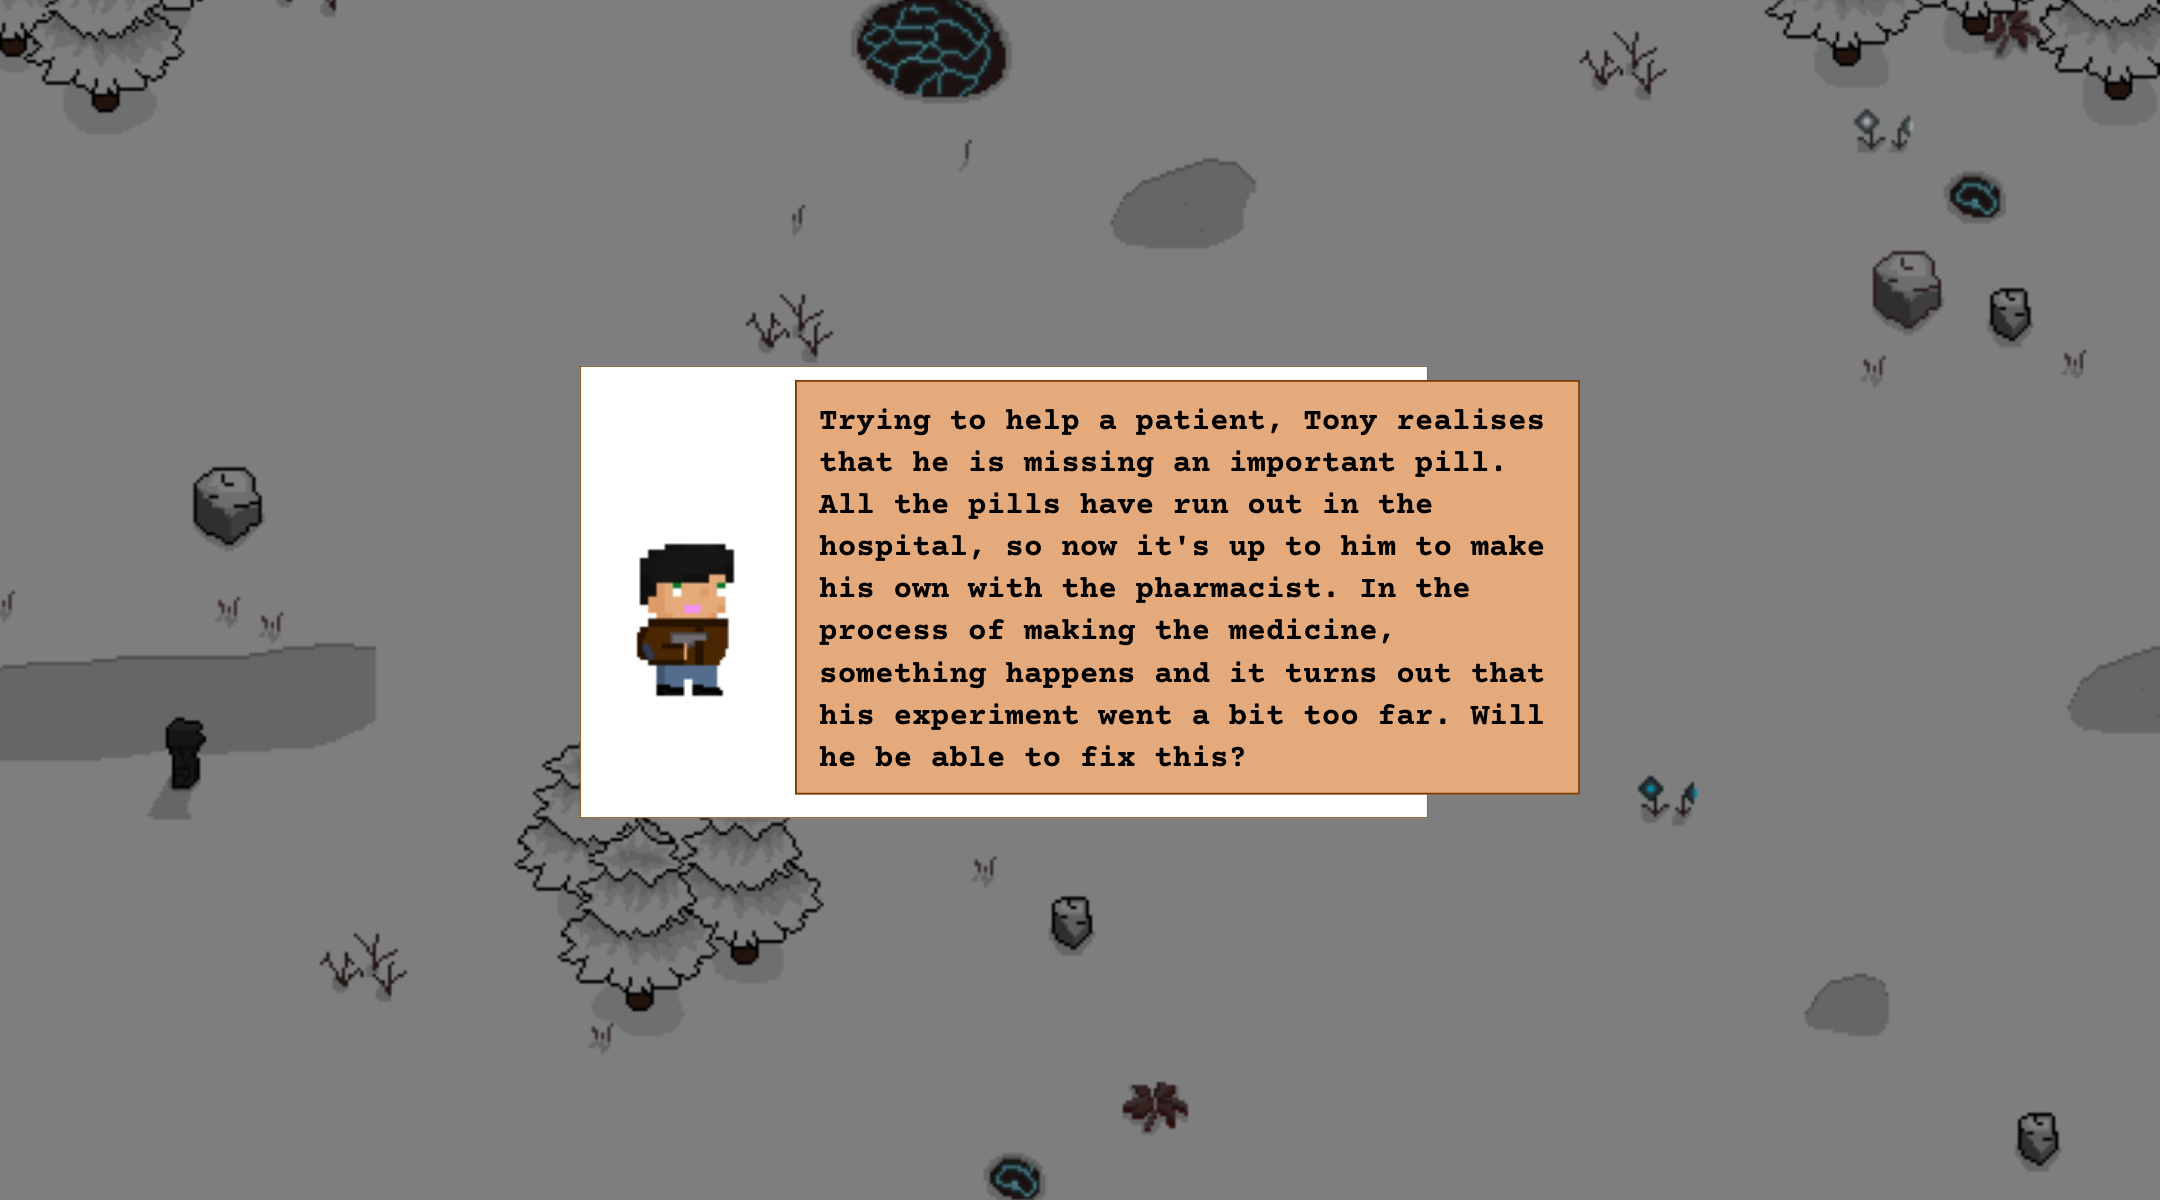 Trying to help a patient, Tony realises
that he is missing an important pill.
All the pills have run out in the
hospital, so now it's up to him to make
his own with the pharmacist. In the
process of making the medicine,
something happens and it turns out that
his experiment went a bit too far. Will
he be able to fix this?